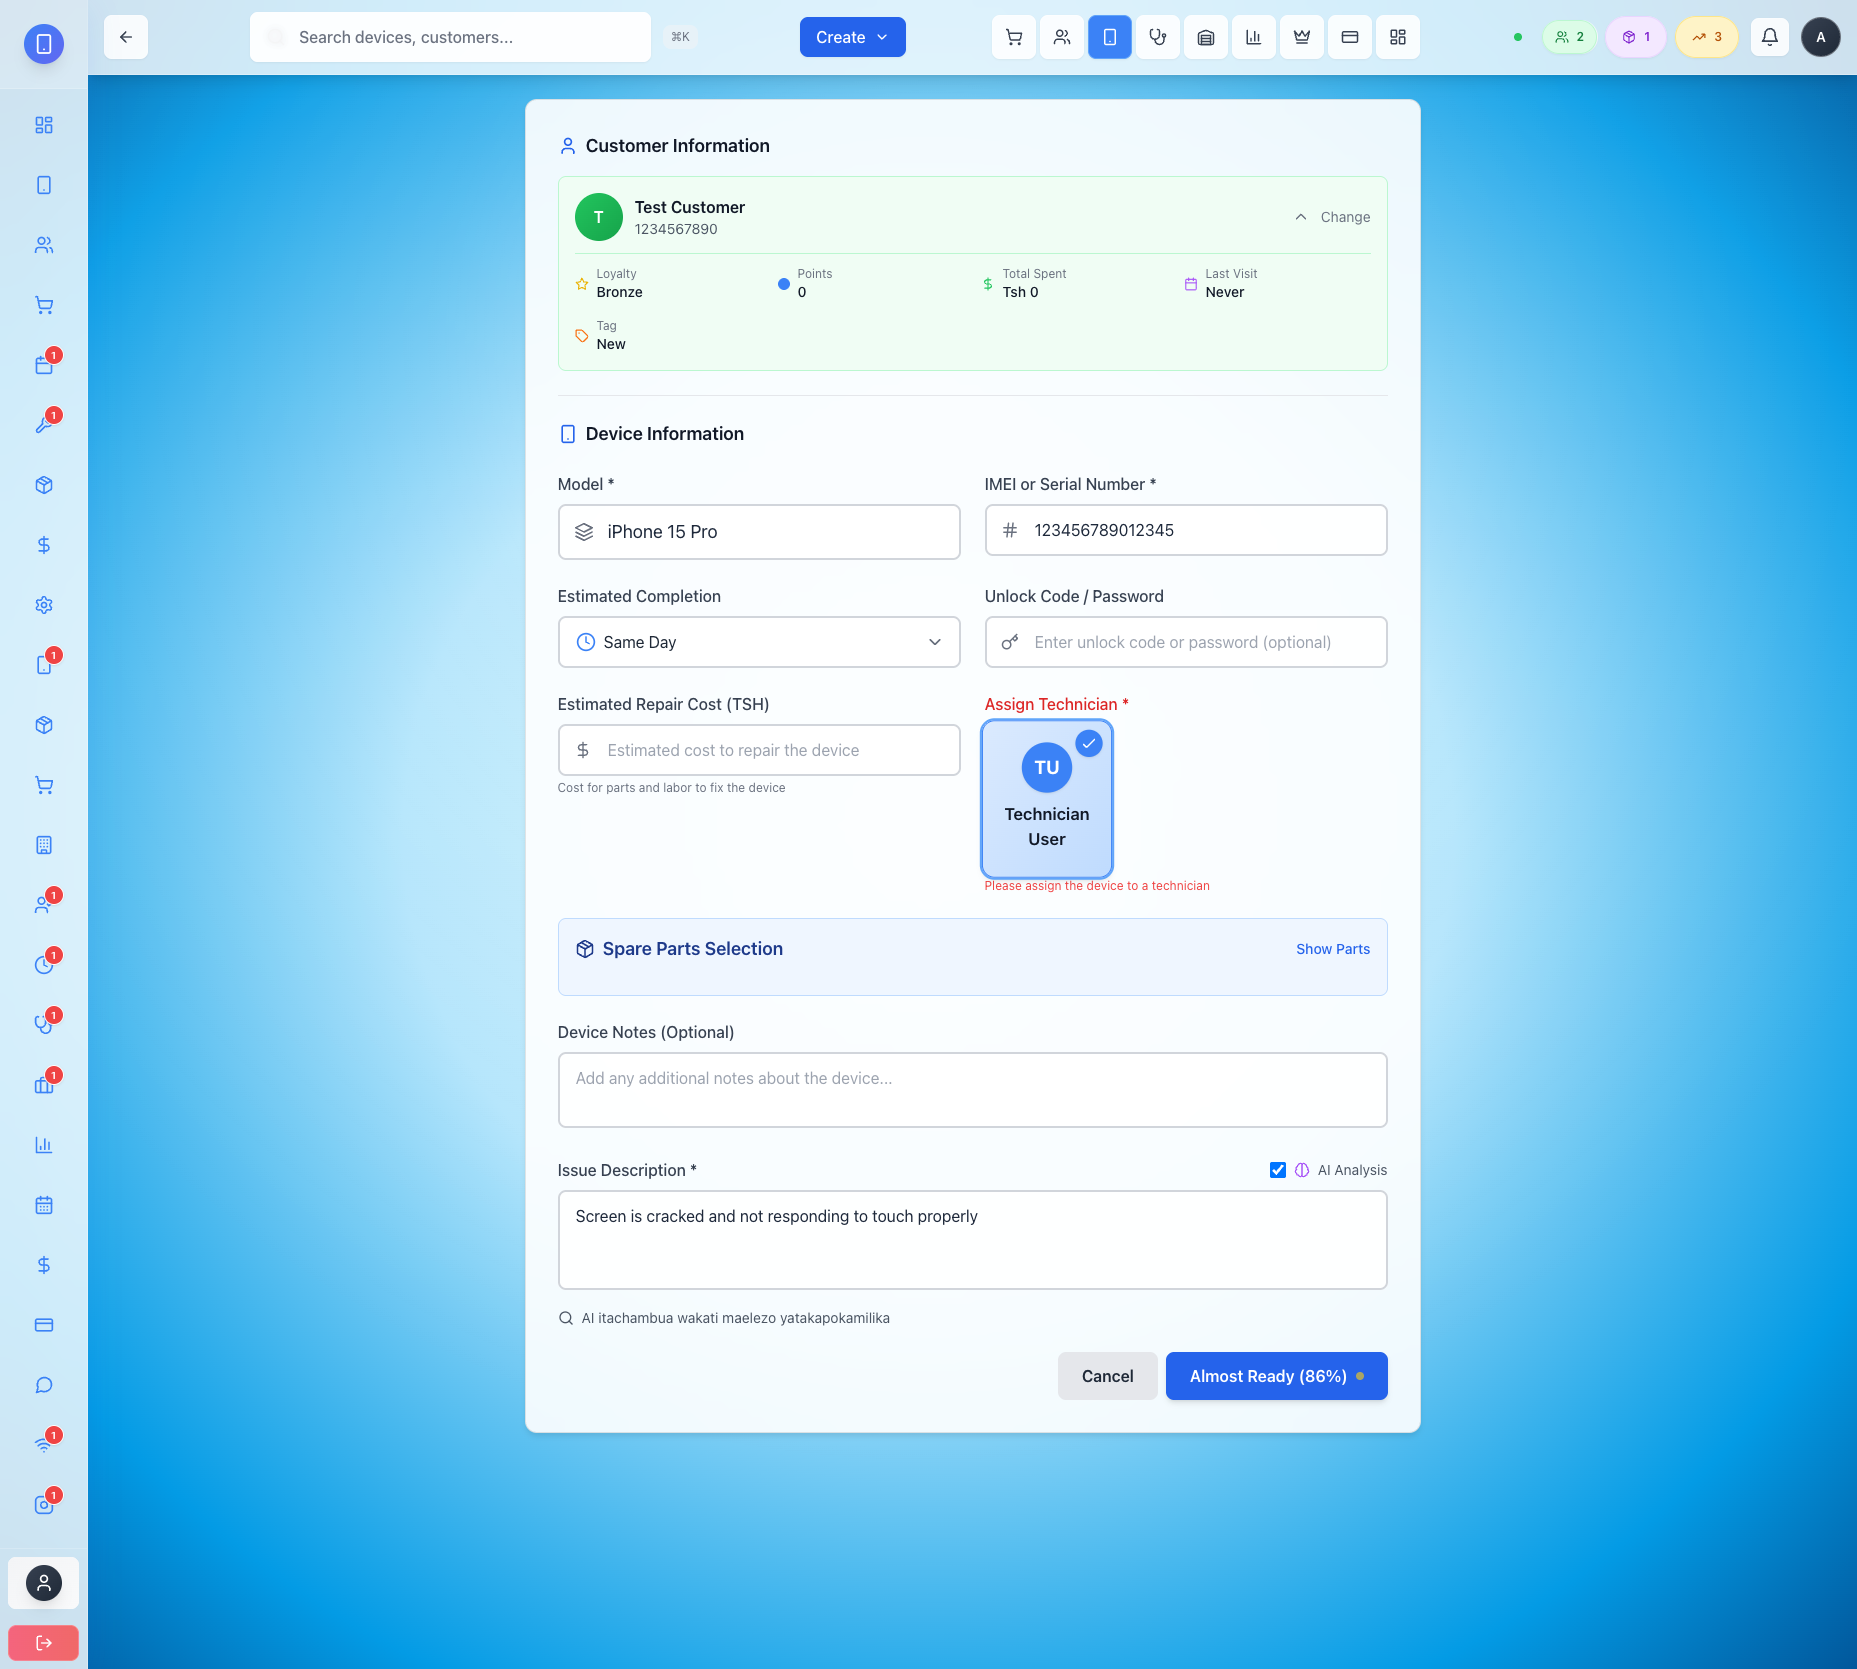 Search devices, customers...
⌘K
Create
2
1
3
A
Customer Information
T
Test Customer
1234567890
Change
Loyalty
Bronze
Points
0
Total Spent
Tsh 0
Last Visit
Never
Tag
New
Device Information
Model *
iPhone 15 Pro
IMEI or Serial Number *
123456789012345
Estimated Completion
Same Day
Unlock Code / Password
Enter unlock code or password (optional)
Estimated Repair Cost (TSH)
Estimated cost to repair the device
Cost for parts and labor to fix the device
Assign Technician *
TU
Technician
User
Please assign the device to a technician
Spare Parts Selection
Show Parts
Device Notes (Optional)
Add any additional notes about the device...
Issue Description *
AI Analysis
Screen is cracked and not responding to touch properly
AI itachambua wakati maelezo yatakapokamilika
Cancel
Almost Ready (86%)
1
1
1
1
1
1
1
1
1